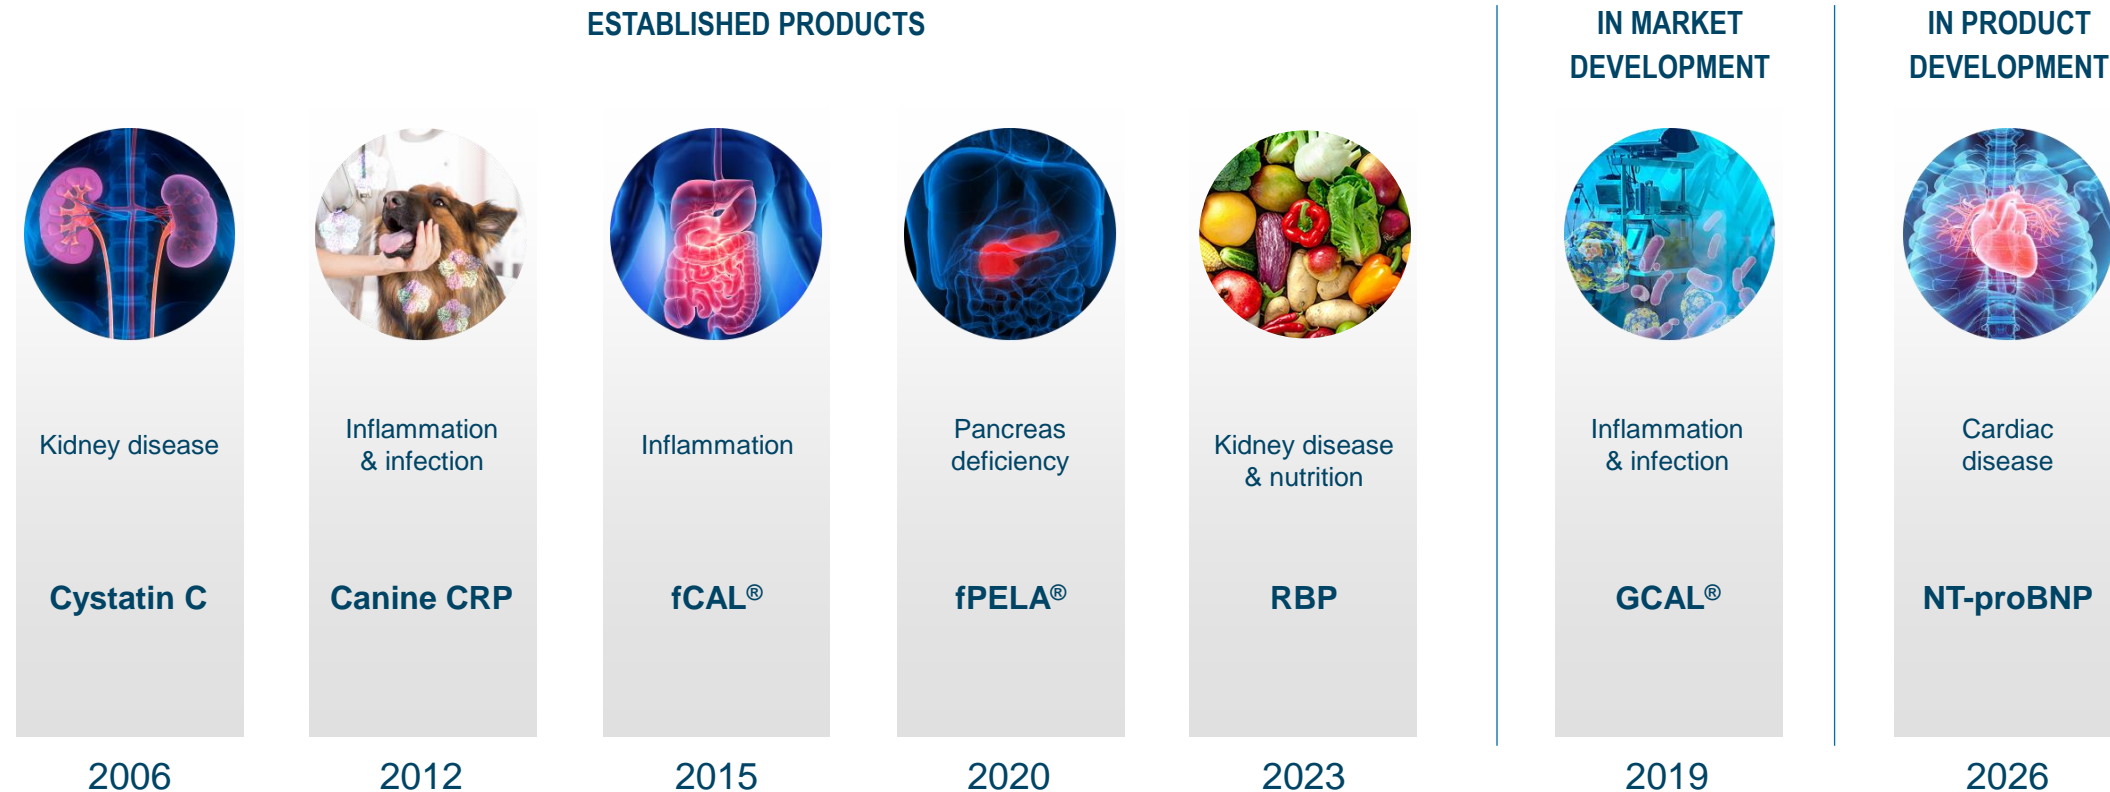 ESTABLISHED PRODUCTS
IN MARKET
DEVELOPMENT
IN PRODUCT
DEVELOPMENT
Kidney disease
Inflammation
& infection
Inflammation
Pancreas
deficiency
Kidney disease
& nutrition
Inflammation
& infection
Cardiac
disease
Cystatin C
Canine CRP
fCAL®
fPELA®
RBP
GCAL®
NT-proBNP
2006
2012
2015
2020
2023
2019
2026